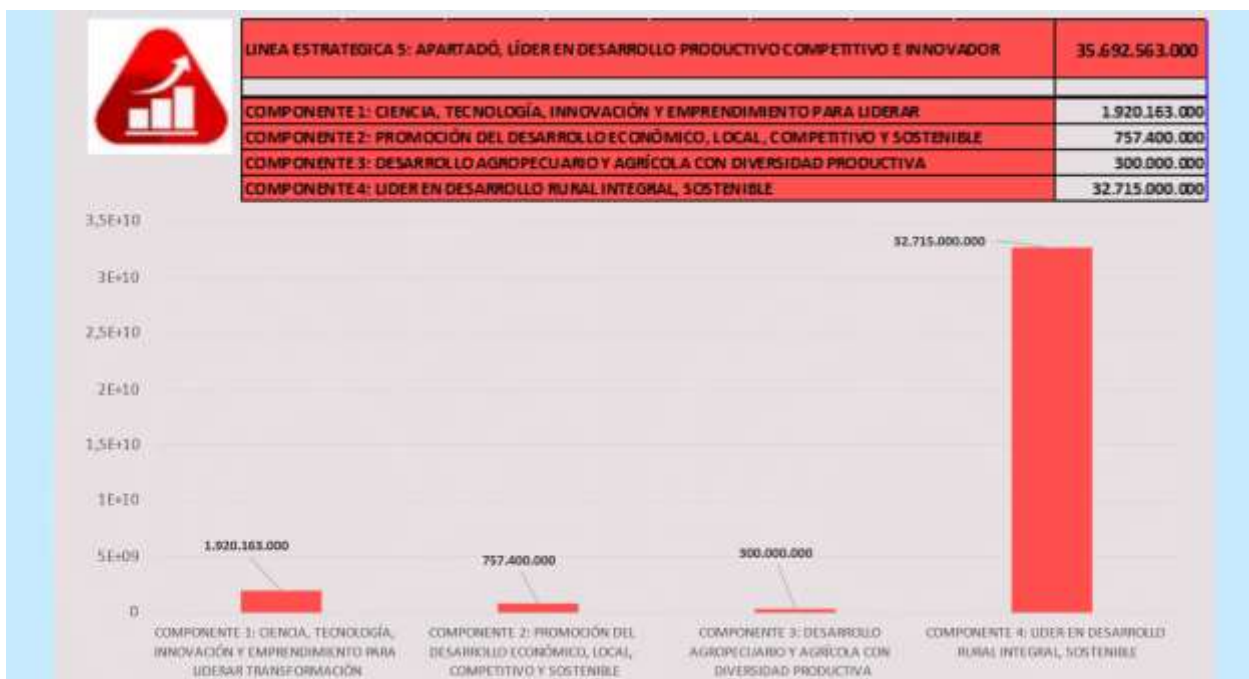 LINEA ESTRATEGICA 5: APARTADÓ, LÍDER EN DESARROLLO PRODUCTIVO COMPETITIVO E INNOVADOR 35.692.563.000
COMPONENTE 1: CIENCIA, TECNOLOGÍA, INNOVACIÓN Y EMPRENDIMIENTO PARA LIDERAR 1.920.163.000
COMPONENTE 2: PROMOCIÓN DEL DESARROLLO ECONÓMICO, LOCAL, COMPETITIVO Y SOSTENIBLE 757.400.000
COMPONENTE 3: DESARROLLO AGROPECUARIO Y AGRÍCOLA CON DIVERSIDAD PRODUCTIVA 300.000.000
COMPONENTE 4: LIDER EN DESARROLLO RURAL INTEGRAL, SOSTENIBLE 32.715.000.000
3,5E+10
32.715.000.000
3E+10
2,5E+10
2E+10
1,5E+10
1E+10
5E+09
1.920.163.000
757.400.000
300.000.000
0
COMPONENTE 1: CIENCIA, TECNOLOGÍA,
INNOVACIÓN Y EMPRENDIMIENTO PARA
LIDERAR TRANSFORMACIÓN
COMPONENTE 2: PROMOCIÓN DEL
DESARROLLO ECONÓMICO, LOCAL,
COMPETITIVO Y SOSTENIBLE
COMPONENTE 3: DESARROLLO
AGROPECUARIO Y AGRÍCOLA CON
DIVERSIDAD PRODUCTIVA
COMPONENTE 4: LIDER EN DESARROLLO
RURAL INTEGRAL, SOSTENIBLE